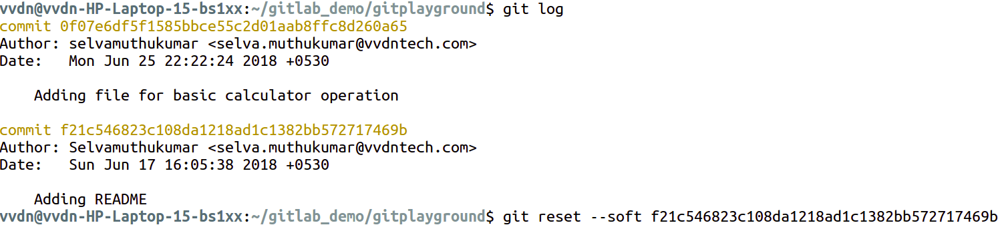 vvdn@vvdn-HP-Laptop-15-bs1xx:~/gitlab_demo/gitplayground$ git log
commit 0f07e6df5f1585bbce55c2d01aab8ffc8d260a65
Author: selvamuthukumar <selva.muthukumar@vvdntech.com>
Date:   Mon Jun 25 22:22:24 2018 +0530
    Adding file for basic calculator operation
commit f21c546823c108da1218ad1c1382bb572717469b
Author: Selvamuthukumar <selva.muthukumar@vvdntech.com>
Date:   Sun Jun 17 16:05:38 2018 +0530
    Adding README
vvdn@vvdn-HP-Laptop-15-bs1xx:~/gitlab_demo/gitplayground$ git reset --soft f21c546823c108da1218ad1c1382bb572717469b